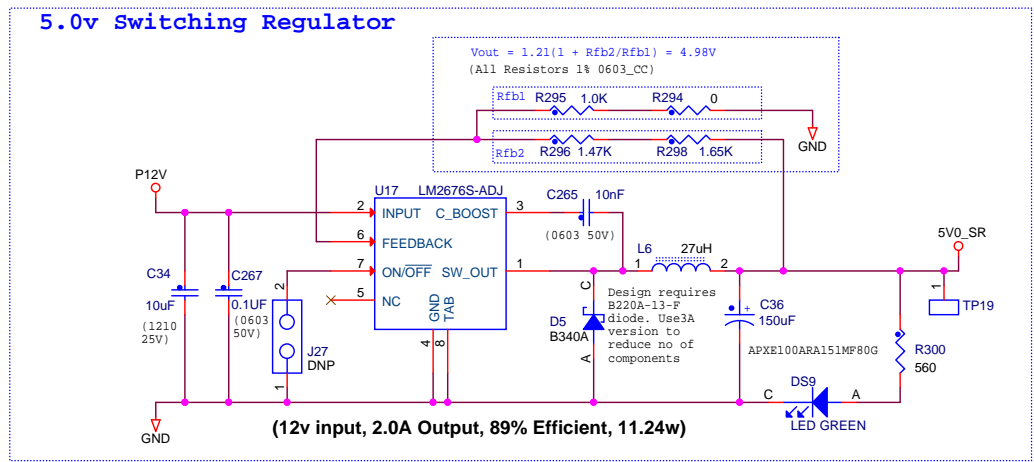 5.0v Switching Regulator
Vout = 1.21(1 + Rfb2/Rfb1) = 4.98V
(All Resistors 1% 0603_CC)
Rfb1 R295 1.0K R294 0
GND
Rfb2 R296 1.47K R298 1.65K
P12V
U17 LM2676S-ADJ
C265 10nF
2 INPUT C_BOOST 3
(0603 50V)
6 FEEDBACK
5V0_SR
L6 27uH
7 ON/OFF SW_OUT 1
1 2
C34
10uF
(1210
25V)
C267
0.1UF
(0603
50V)
2
J27
DNP
1
5 NC
GND
TAB
4 8
C
D5
B340A
A
Design requires
B220A-13-F
diode. Use3A
version to
reduce no of
components
+
C36
150uF
APXE100ARA151MF80G
1
TP19
R300
560
DS9
C A
LED GREEN
GND
(12v input, 2.0A Output, 89% Efficient, 11.24w)